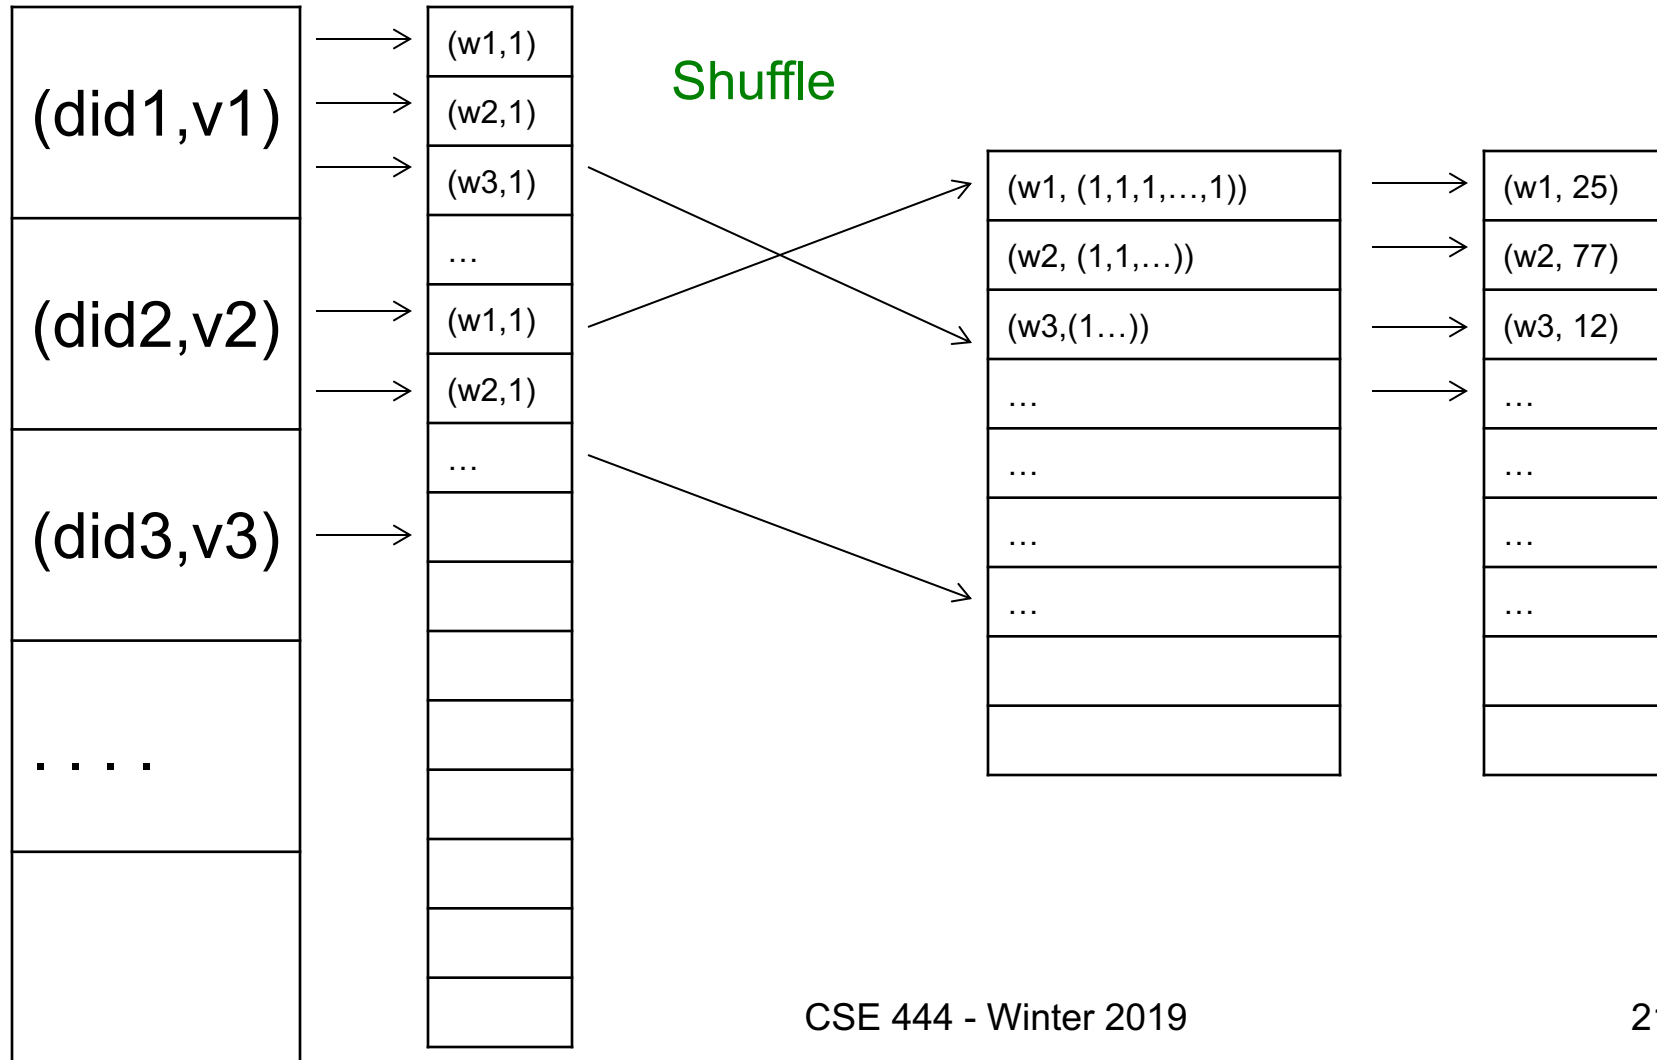 (did1,v1)
(did2,v2)
(did3,v3)
. . . .
(w1,1)
(w2,1)
(w3,1)
…
(w1,1)
(w2,1)
…
Shuffle
(w1, (1,1,1,…,1))
(w2, (1,1,…))
(w3,(1…))
…
…
…
…
(w1, 25)
(w2, 77)
(w3, 12)
…
…
…
…
CSE 444 - Winter 2019
21